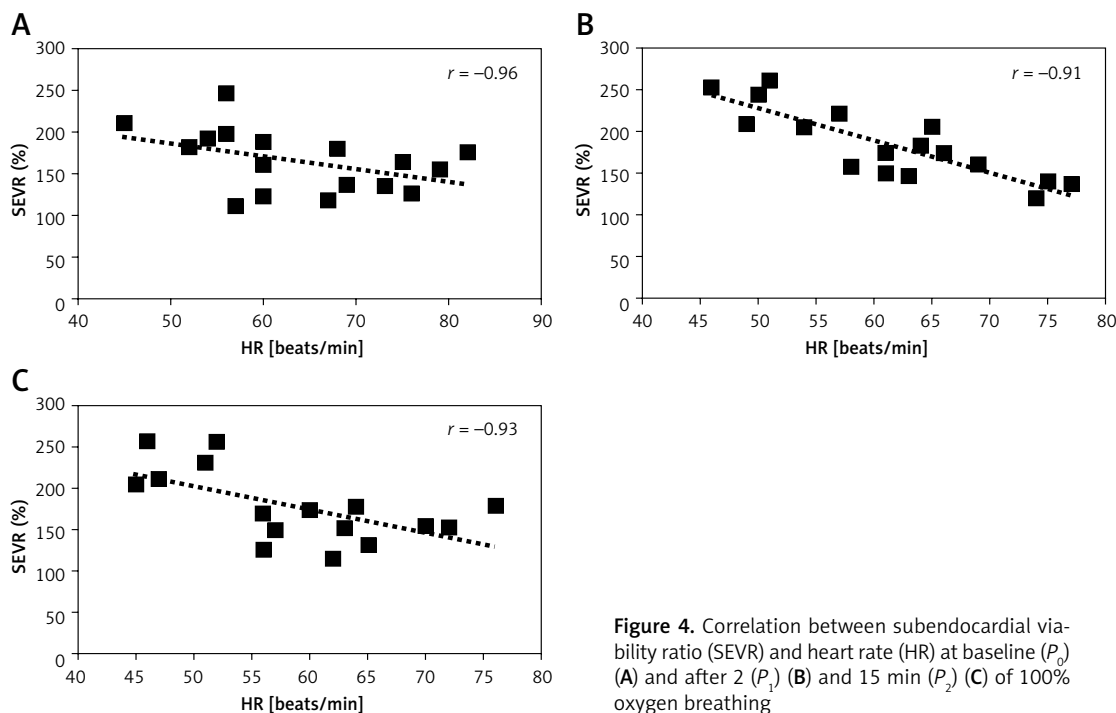 A
300
250
200
150
100
50
0
SEVR (%)
r = –0.96
40 50 60 70 80 90
HR [beats/min]
B
300
250
200
150
100
50
0
SEVR (%)
r = –0.91
40 45 50 55 60 65 70 75 80
HR [beats/min]
C
300
250
200
150
100
50
0
SEVR (%)
r = –0.93
40 45 50 55 60 65 70 75 80
HR [beats/min]
Figure 4. Correlation between subendocardial via-
bility ratio (SEVR) and heart rate (HR) at baseline (P₀)
(A) and after 2 (P₁) (B) and 15 min (P₂) (C) of 100%
oxygen breathing